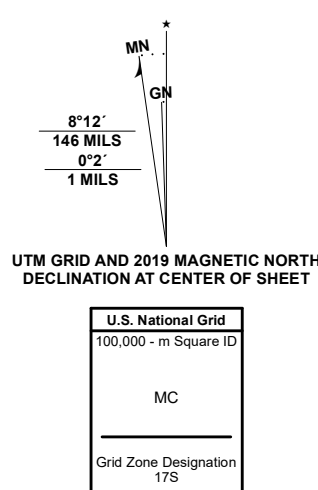 MN
GN
8°12´
146 MILS
0°2´
1 MILS
UTM GRID AND 2019 MAGNETIC NORTH
DECLINATION AT CENTER OF SHEET
U.S. National Grid
100,000 - m Square ID
MC
Grid Zone Designation
17S